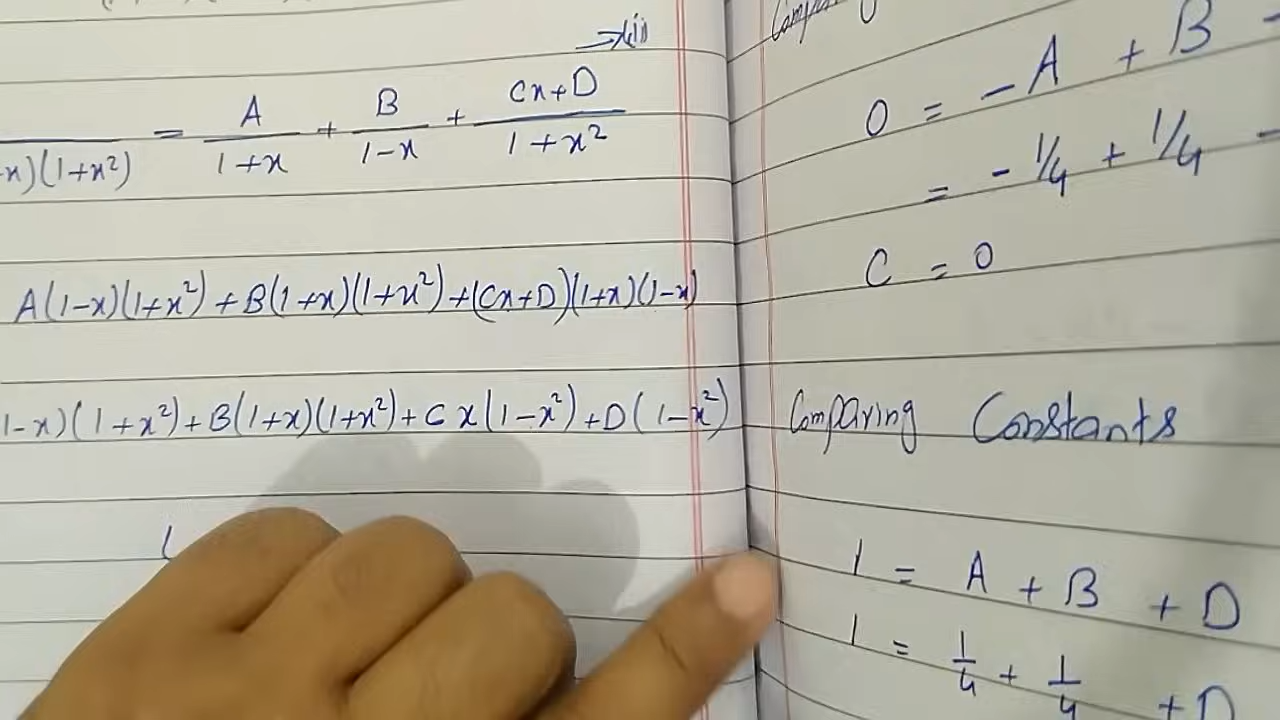 →(ii)
-x)(1+x²) = A/(1+x) + B/(1-x) + (Cx+D)/(1+x²)
A(1-x)(1+x²)+B(1+x)(1+x²)+(Cx+D)(1+x)(1-x)
1-x)(1+x²)+B(1+x)(1+x²)+Cx(1-x²)+D(1-x²)
0 = -A + B -
= - 1/4 + 1/4 -
C = 0
Comparing Constants
1 = A + B + D
1 = 1/4 + 1/4 + D